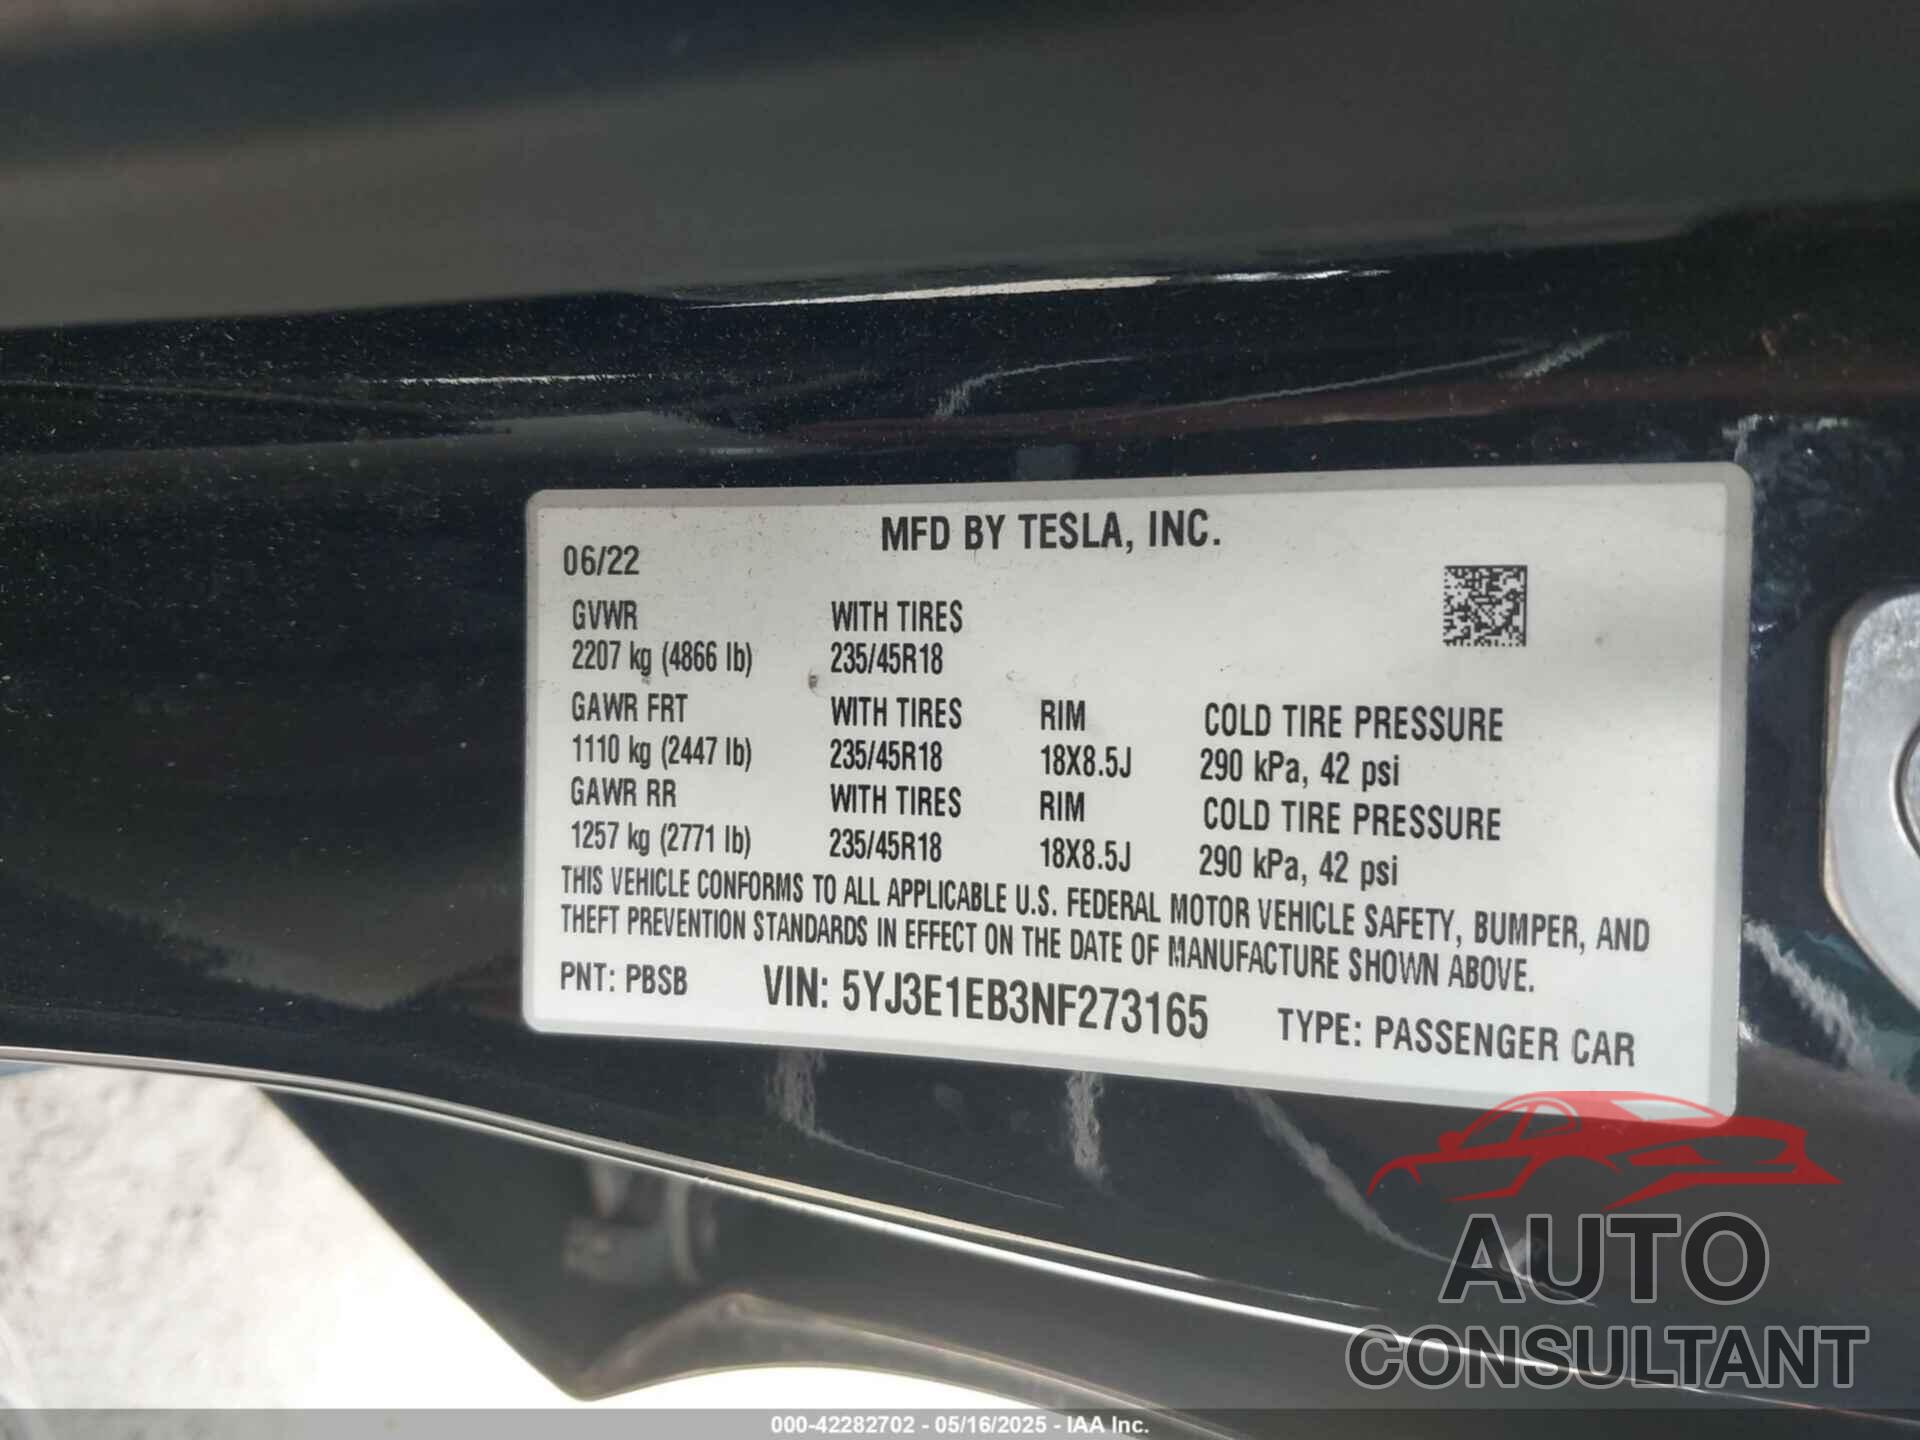 MFD BY TESLA, INC.
06/22
GVWR WITH TIRES
2207 kg (4866 lb) 235/45R18
GAWR FRT WITH TIRES RIM COLD TIRE PRESSURE
1110 kg (2447 lb) 235/45R18 18X8.5J 290 kPa, 42 psi
GAWR RR WITH TIRES RIM COLD TIRE PRESSURE
1257 kg (2771 lb) 235/45R18 18X8.5J 290 kPa, 42 psi
THIS VEHICLE CONFORMS TO ALL APPLICABLE U.S. FEDERAL MOTOR VEHICLE SAFETY, BUMPER, AND
THEFT PREVENTION STANDARDS IN EFFECT ON THE DATE OF MANUFACTURE SHOWN ABOVE.
PNT: PBSB VIN: 5YJ3E1EB3NF273165 TYPE: PASSENGER CAR
AUTO
CONSULTANT
000-42282702 - 05/16/2025 - IAA Inc.